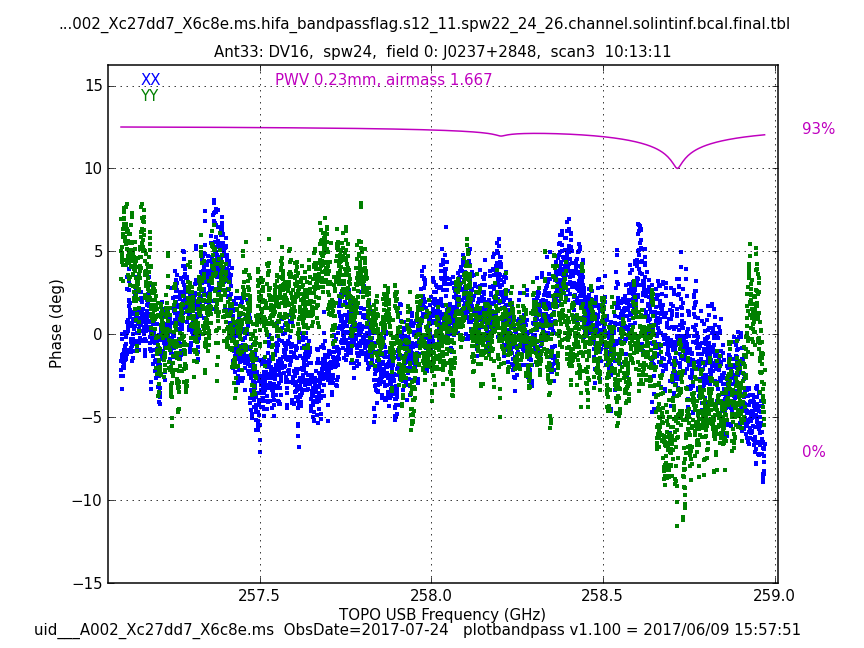 ...002_Xc27dd7_X6c8e.ms.hifa_bandpassflag.s12_11.spw22_24_26.channel.solintinf.bcal.final.tbl
Ant33: DV16, spw24, field 0: J0237+2848, scan3 10:13:11
XX
YY
PWV 0.23mm, airmass 1.667
93%
0%
15
10
5
0
−5
−10
−15
Phase (deg)
257.5 258.0 258.5 259.0
TOPO USB Frequency (GHz)
uid___A002_Xc27dd7_X6c8e.ms ObsDate=2017-07-24 plotbandpass v1.100 = 2017/06/09 15:57:51